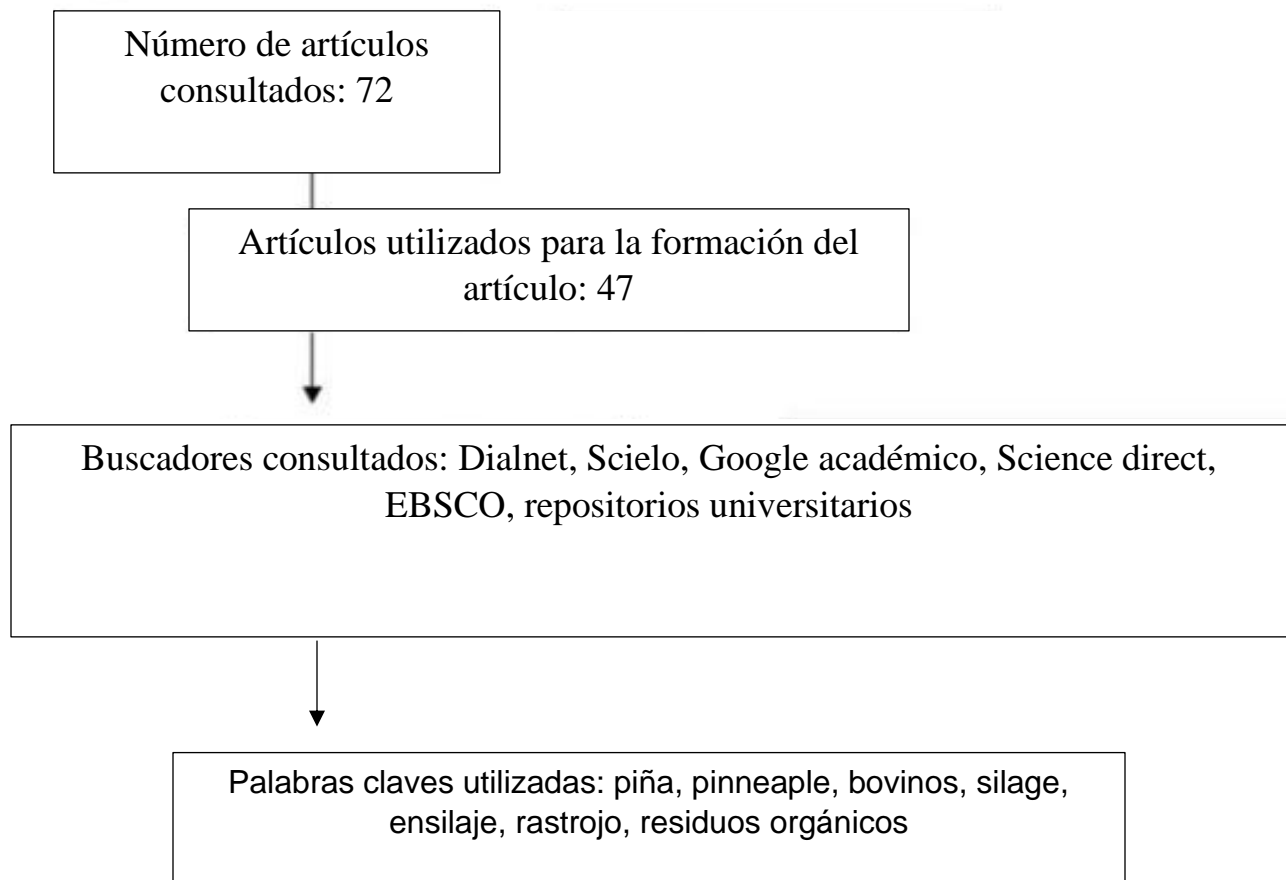 Número de artículos
consultados: 72
Artículos utilizados para la formación del
artículo: 47
Buscadores consultados: Dialnet, Scielo, Google académico, Science direct,
EBSCO, repositorios universitarios
Palabras claves utilizadas: piña, pinneaple, bovinos, silage,
ensilaje, rastrojo, residuos orgánicos